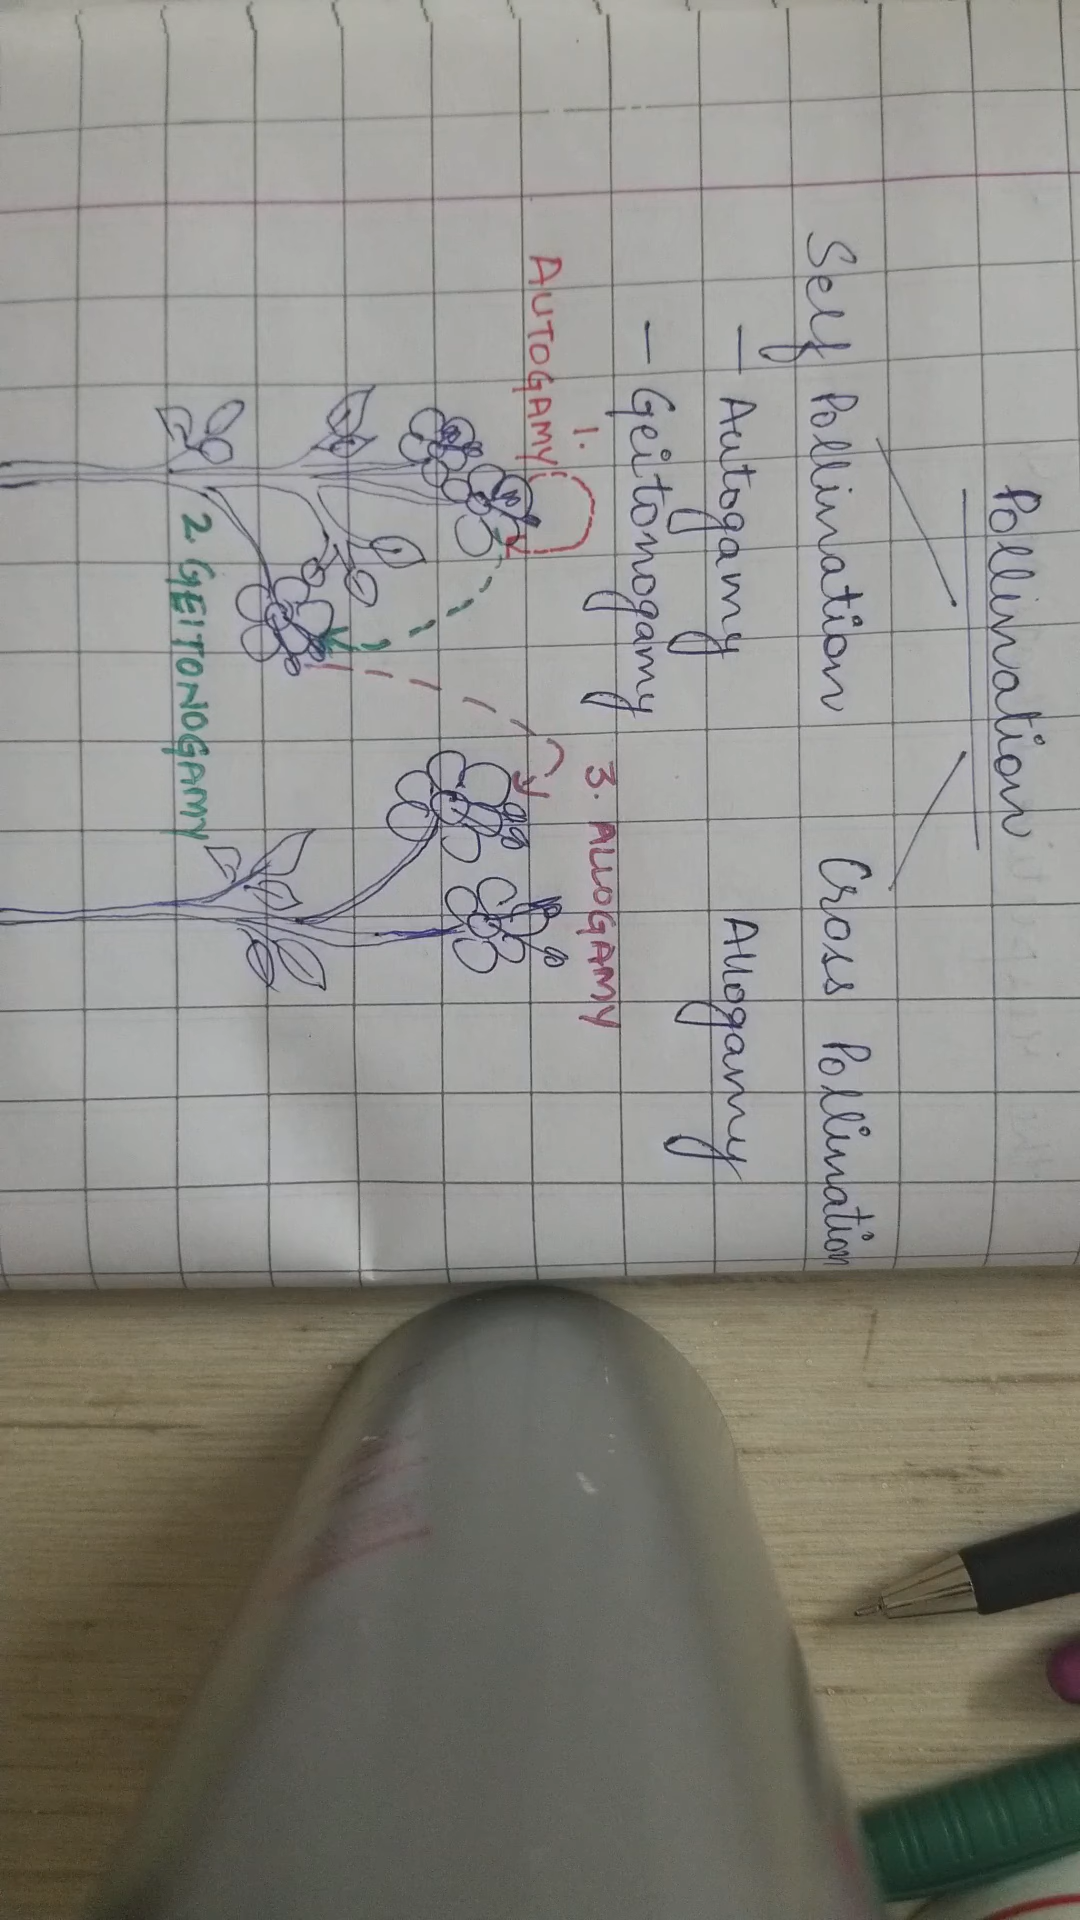 Pollination
Self Pollination Cross Pollination
— Autogamy Allogamy
— Geitonogamy
1. 3. ALLOGAMY
AUTOGAMY
2. GEITONOGAMY